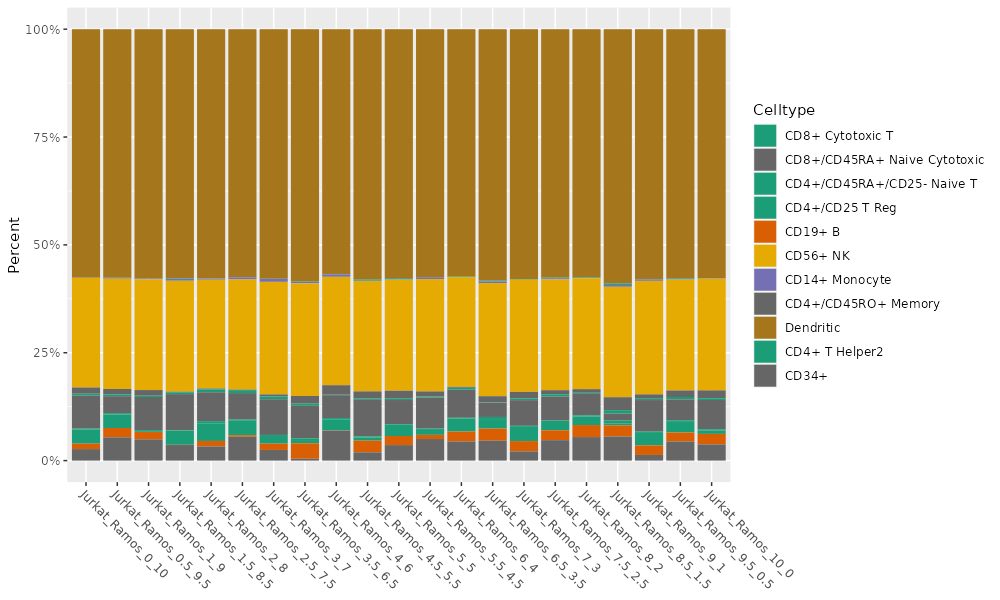 100%
75%
50%
25%
0%
Percent
Jurkat_Ramos_0_10
Jurkat_Ramos_0.5_9.5
Jurkat_Ramos_1_9
Jurkat_Ramos_1.5_8.5
Jurkat_Ramos_2_8
Jurkat_Ramos_2.5_7.5
Jurkat_Ramos_3_7
Jurkat_Ramos_3.5_6.5
Jurkat_Ramos_4_6
Jurkat_Ramos_4.5_5.5
Jurkat_Ramos_5_5
Jurkat_Ramos_5.5_4.5
Jurkat_Ramos_6_4
Jurkat_Ramos_6.5_3.5
Jurkat_Ramos_7_3
Jurkat_Ramos_7.5_2.5
Jurkat_Ramos_8_2
Jurkat_Ramos_8.5_1.5
Jurkat_Ramos_9_1
Jurkat_Ramos_9.5_0.5
Jurkat_Ramos_10_0
Celltype
CD8+ Cytotoxic T
CD8+/CD45RA+ Naive Cytotoxic
CD4+/CD45RA+/CD25- Naive T
CD4+/CD25 T Reg
CD19+ B
CD56+ NK
CD14+ Monocyte
CD4+/CD45RO+ Memory
Dendritic
CD4+ T Helper2
CD34+